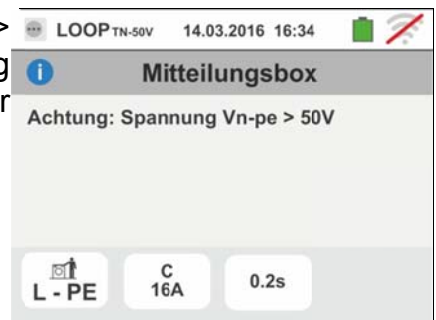 >
LOOP TN-50V 14.03.2016 16:34
g
i Mitteilungsbox
r
Achtung: Spannung Vn-pe > 50V
L - PE
C
16A
0.2s